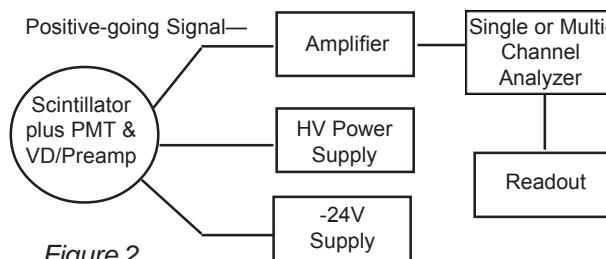 Positive-going Signal—
Amplifier
Single or Multi-
Channel
Analyzer
Scintillator
plus PMT &
VD/Preamp
HV Power
Supply
Readout
-24V
Supply
Figure 2